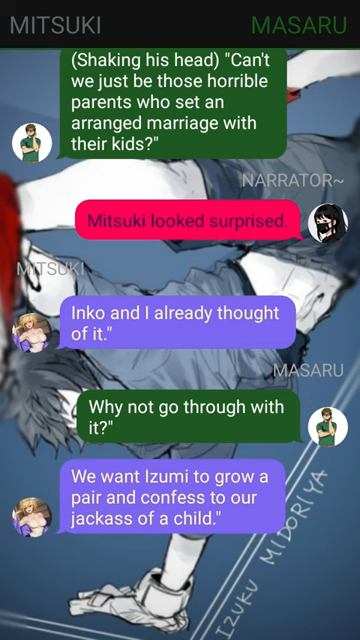 MITSUKI MASARU
(Shaking his head) "Can't
we just be those horrible
parents who set an
arranged marriage with
their kids?"
NARRATOR~
Mitsuki looked surprised.
MITSUKI
Inko and I already thought
of it."
MASARU
Why not go through with
it?"
We want Izumi to grow a
pair and confess to our
jackass of a child."
IZUKU MIDORIYA